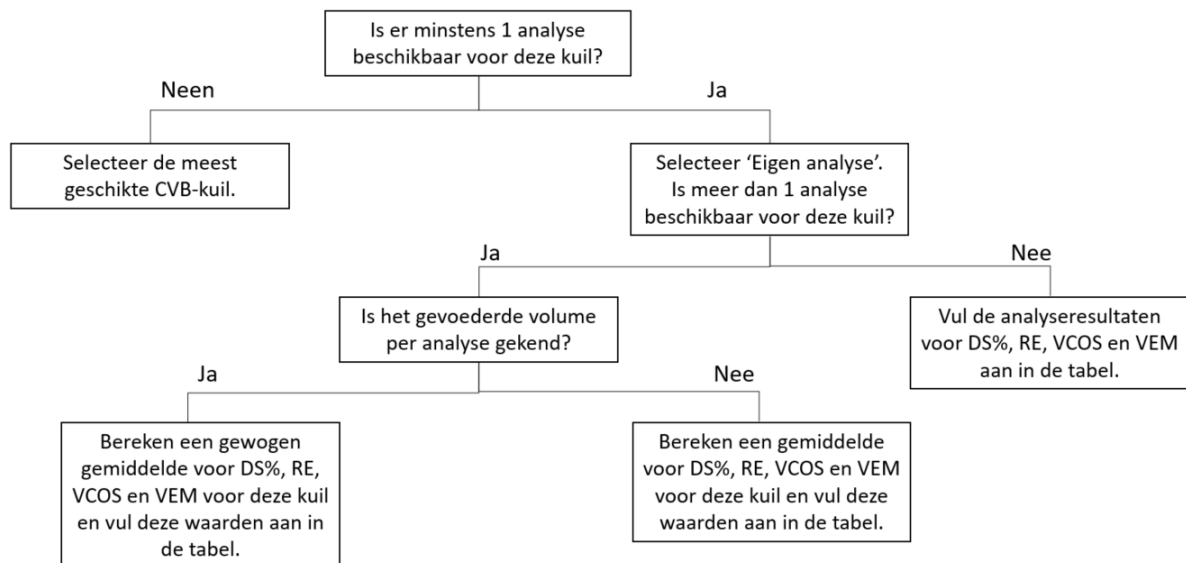 Is er minstens 1 analyse
beschikbaar voor deze kuil?
Neen
Ja
Selecteer de meest
geschikte CVB-kuil.
Selecteer ‘Eigen analyse’.
Is meer dan 1 analyse
beschikbaar voor deze kuil?
Ja
Nee
Is het gevoederde volume
per analyse gekend?
Vul de analyseresultaten
voor DS%, RE, VCOS en VEM
aan in de tabel.
Ja
Nee
Bereken een gewogen
gemiddelde voor DS%, RE,
VCOS en VEM voor deze kuil
en vul deze waarden aan in
de tabel.
Bereken een gemiddelde
voor DS%, RE, VCOS en VEM
voor deze kuil en vul deze
waarden aan in de tabel.